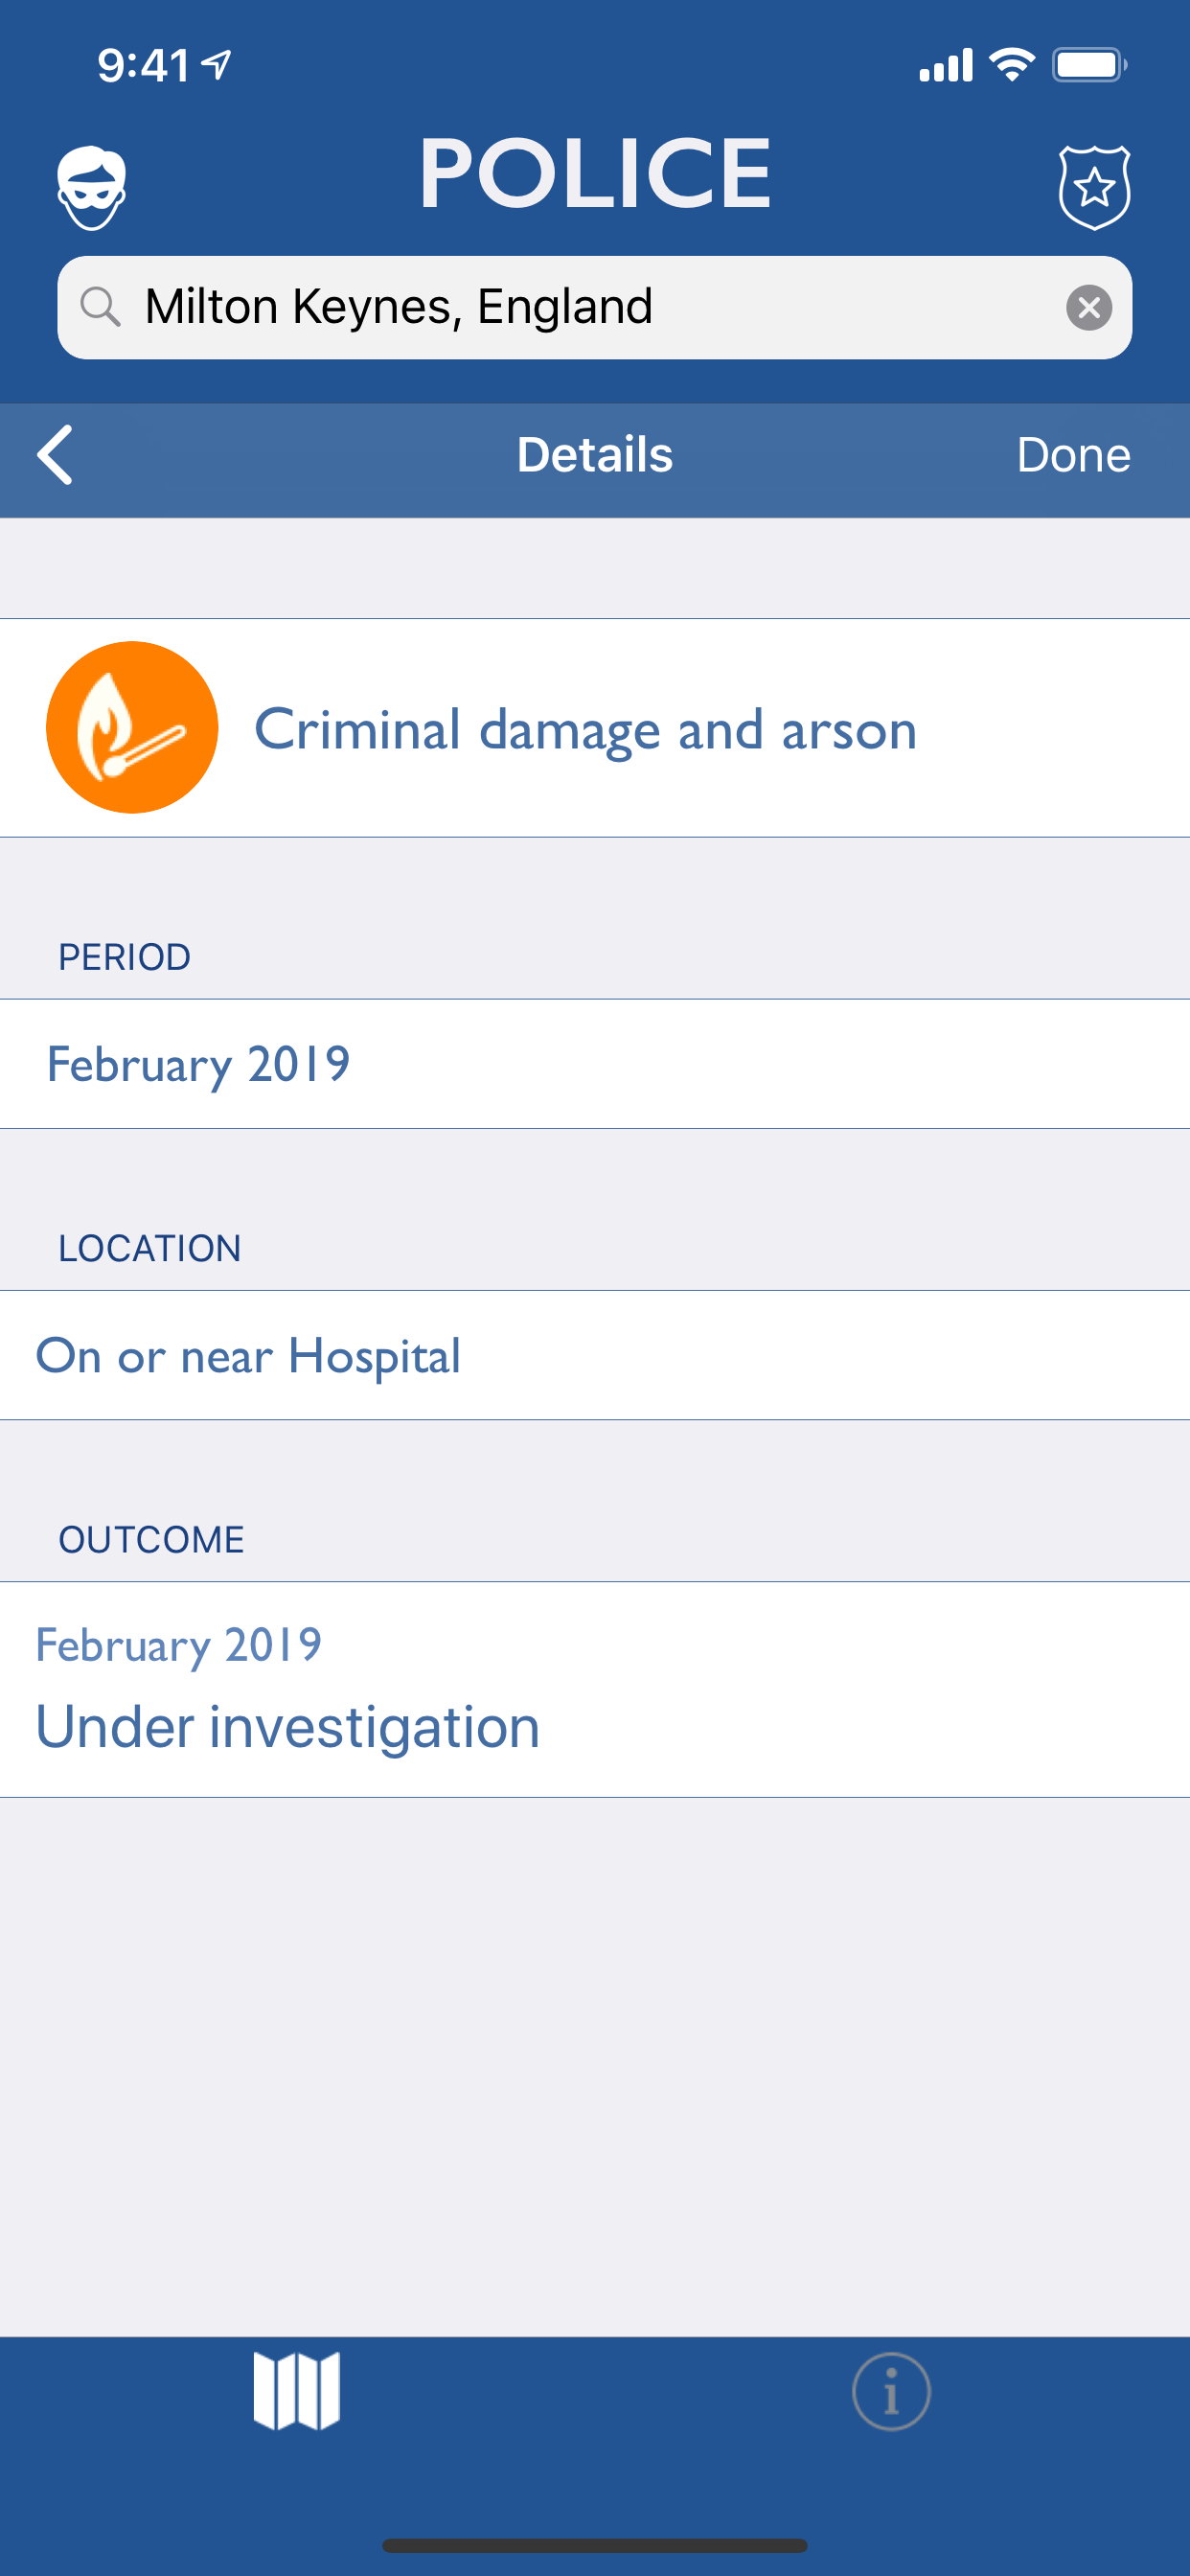 9:41
POLICE
Milton Keynes, England
Details
Done
Criminal damage and arson
PERIOD
February 2019
LOCATION
On or near Hospital
OUTCOME
February 2019
Under investigation